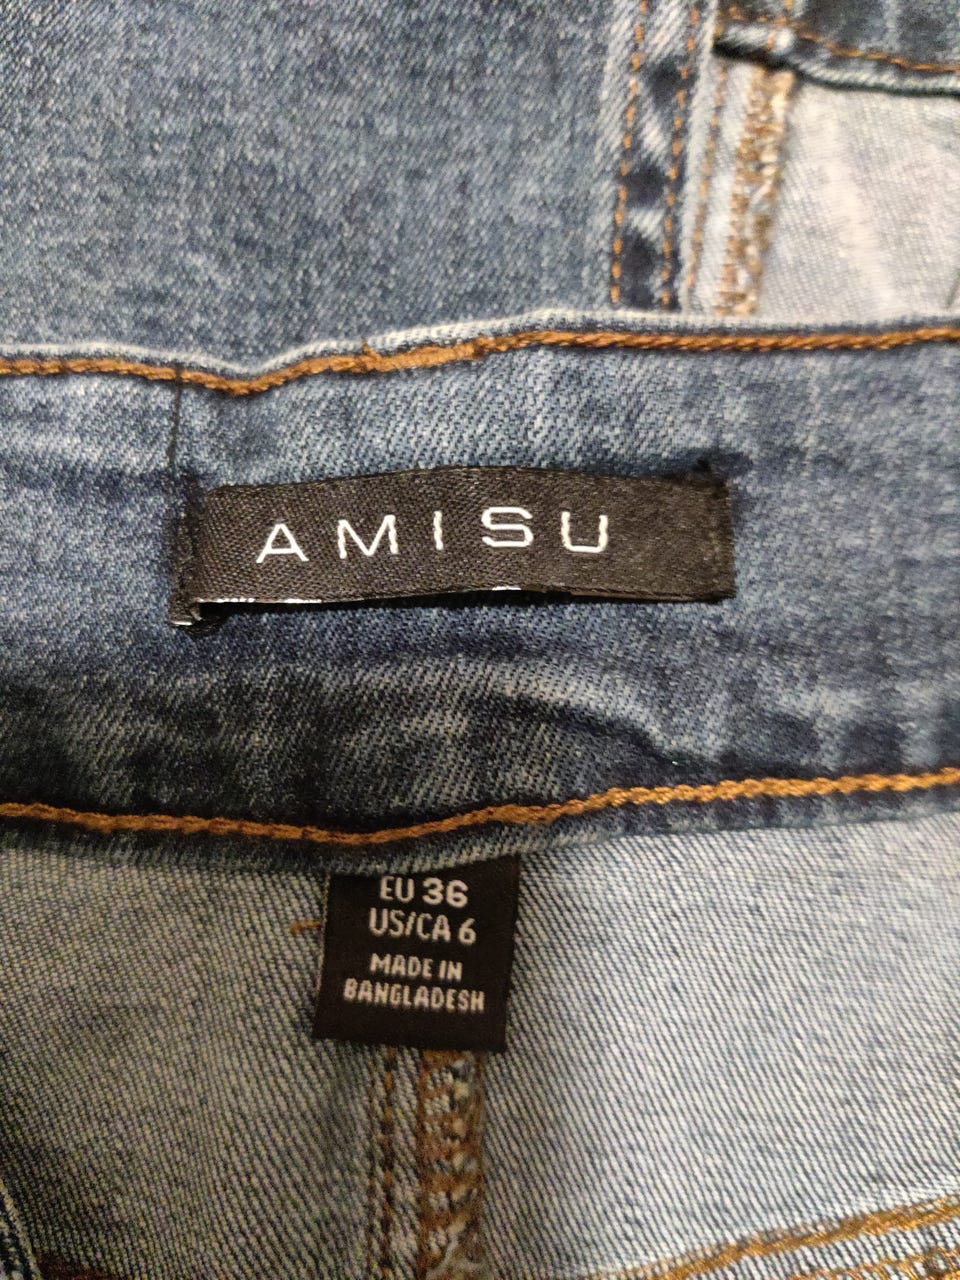 AMISU
EU 36
US/CA 6
MADE IN
BANGLADESH